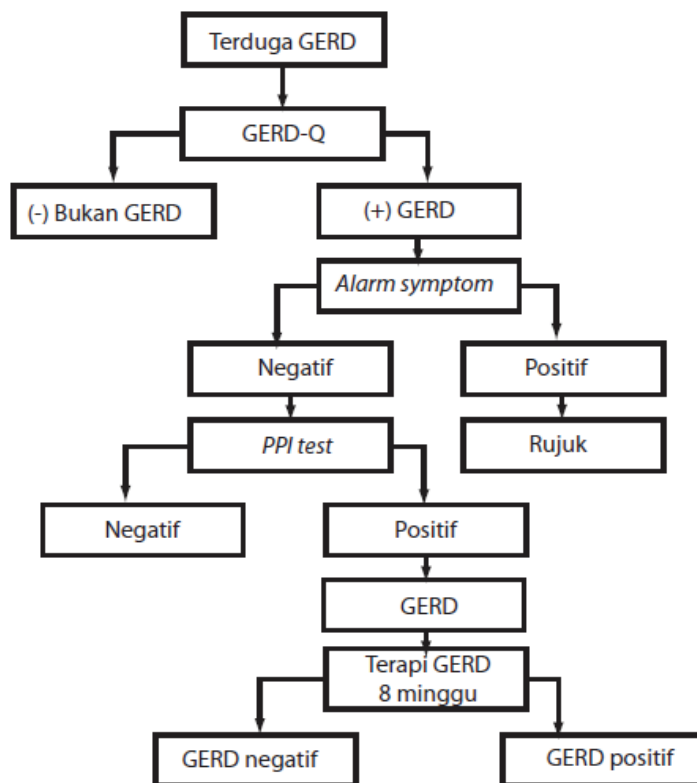 Terduga GERD
GERD-Q
(-) Bukan GERD
(+) GERD
Alarm symptom
Negatif
Positif
PPI test
Rujuk
Negatif
Positif
GERD
Terapi GERD
8 minggu
GERD negatif
GERD positif